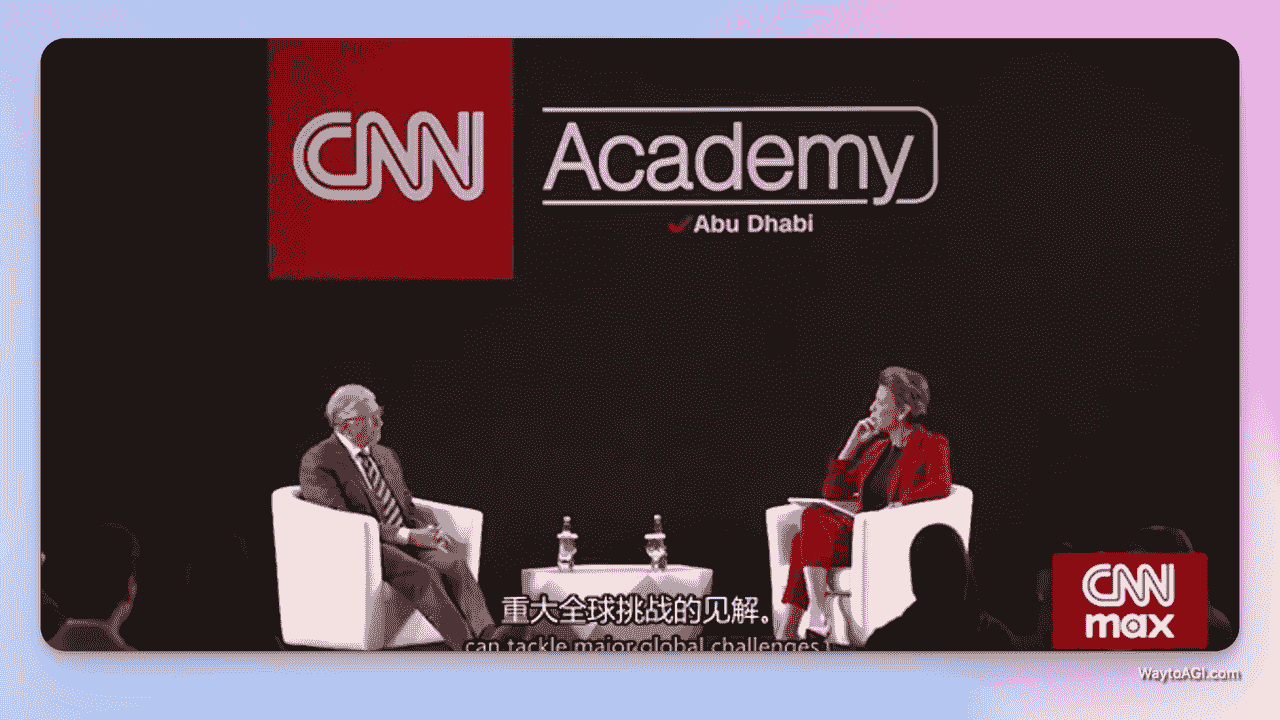 CNN
Academy
Abu Dhabi
重大全球挑战的见解。
can tackle major global challenges
CNN
max
WaytoAGI.com